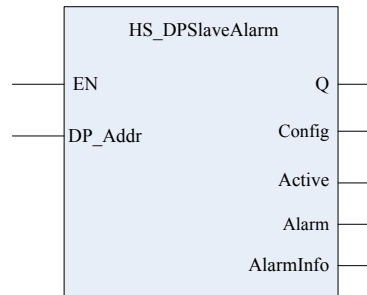 HS_DPSlaveAlarm
EN Q
DP_Addr Config
Active
Alarm
AlarmInfo